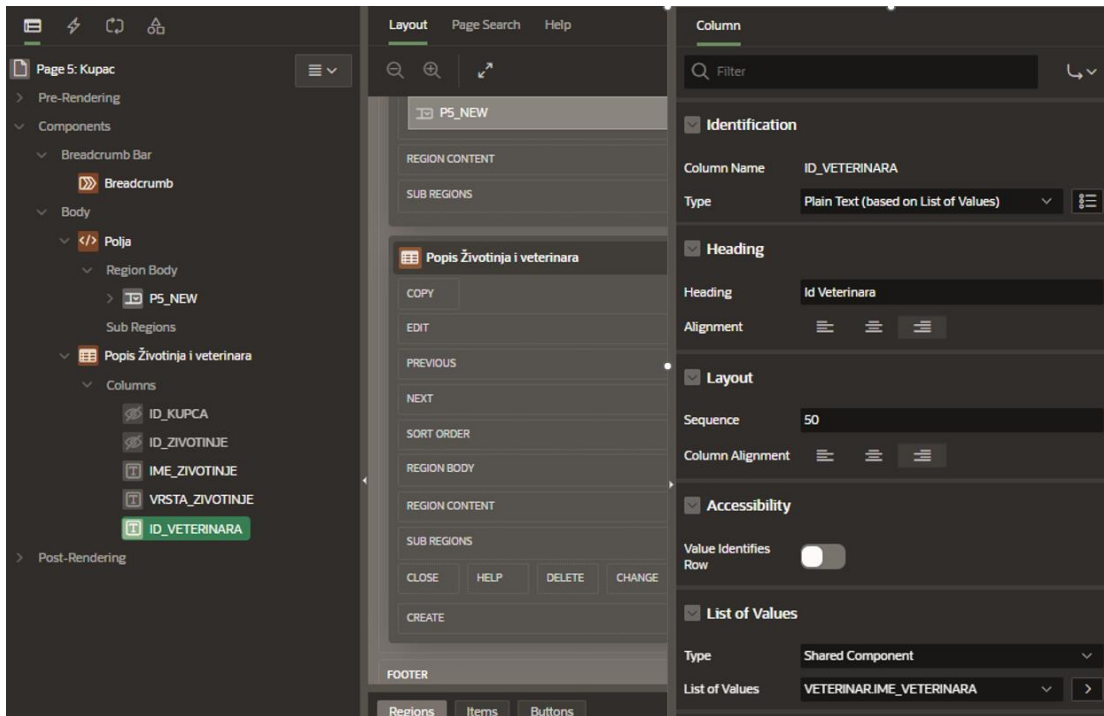 Page 5: Kupac
Pre-Rendering
Components
Breadcrumb Bar
Breadcrumb
Body
Polja
Region Body
P5_NEW
Sub Regions
Popis Životinja i veterinara
Columns
ID_KUPCA
ID_ZIVOTINJE
IME_ZIVOTINJE
VRSTA_ZIVOTINJE
ID_VETERINARA
Post-Rendering
Layout Page Search Help
P5_NEW
REGION CONTENT
SUB REGIONS
Popis Životinja i veterinara
COPY
EDIT
PREVIOUS
NEXT
SORT ORDER
REGION BODY
REGION CONTENT
SUB REGIONS
CLOSE HELP DELETE CHANGE
CREATE
FOOTER
Regions Items Buttons
Column
Filter
Identification
Column Name ID_VETERINARA
Type Plain Text (based on List of Values)
Heading
Heading Id Veterinara
Alignment
Layout
Sequence 50
Column Alignment
Accessibility
Value Identifies
Row
List of Values
Type Shared Component
List of Values VETERINAR.IME_VETERINARA